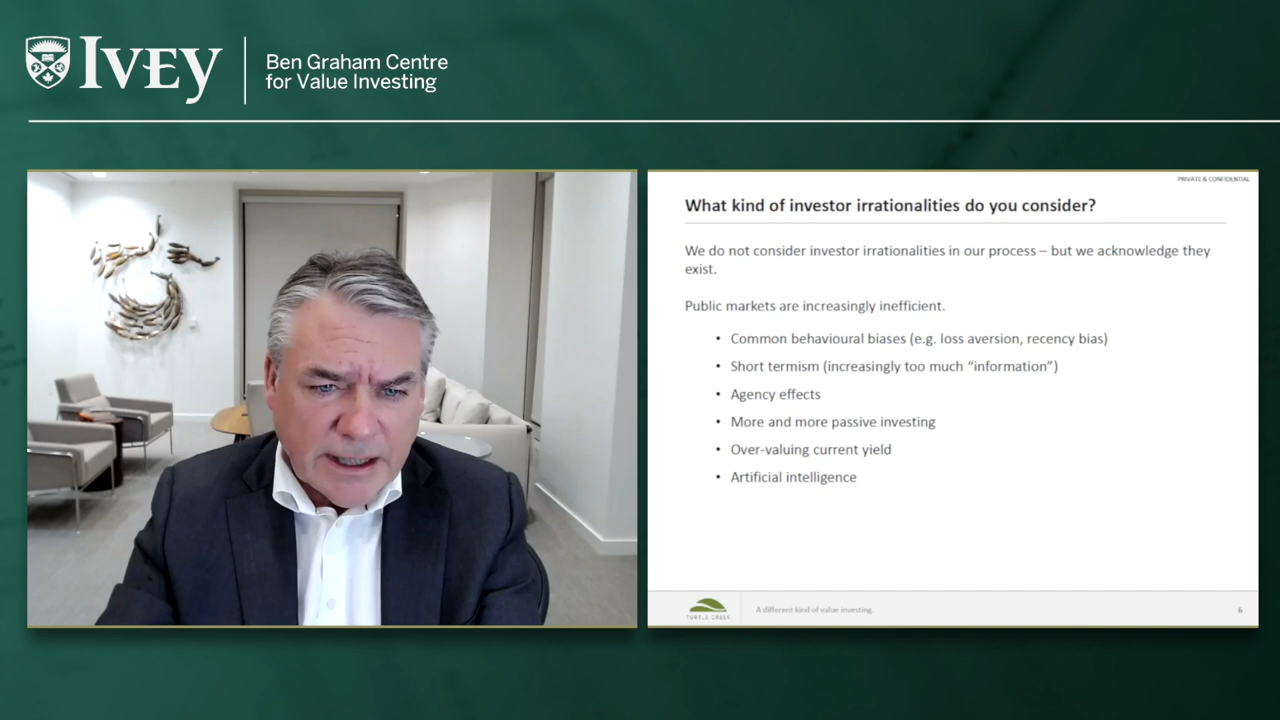 IVEY
Ben Graham Centre
for Value Investing
PRIVATE & CONFIDENTIAL
What kind of investor irrationalities do you consider?
We do not consider investor irrationalities in our process – but we acknowledge they
exist.
Public markets are increasingly inefficient.
• Common behavioural biases (e.g. loss aversion, recency bias)
• Short termism (increasingly too much “information”)
• Agency effects
• More and more passive investing
• Over-valuing current yield
• Artificial intelligence
TURTLE CREEK
A different kind of value investing.
6